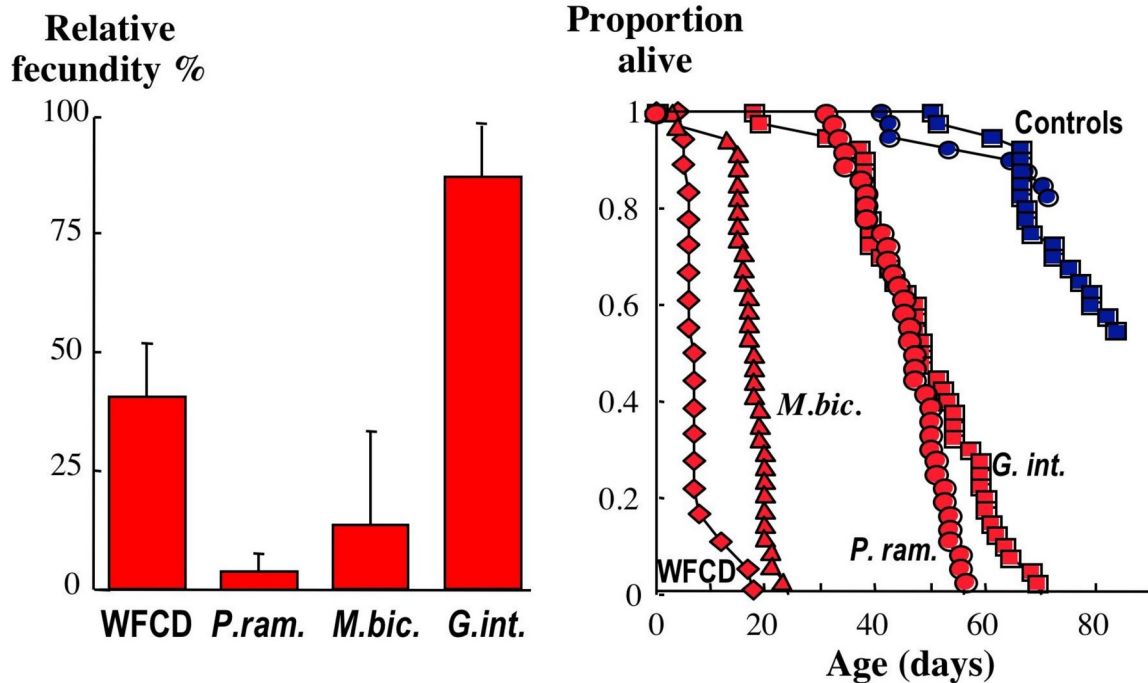 Relative
fecundity %
100
75
50
25
0
WFCD
P.ram.
M.bic.
G.int.
Proportion
alive
1
0.8
0.6
0.4
0.2
0
Controls
M.bic.
G. int.
P. ram.
WFCD
0
20
40
60
80
Age (days)